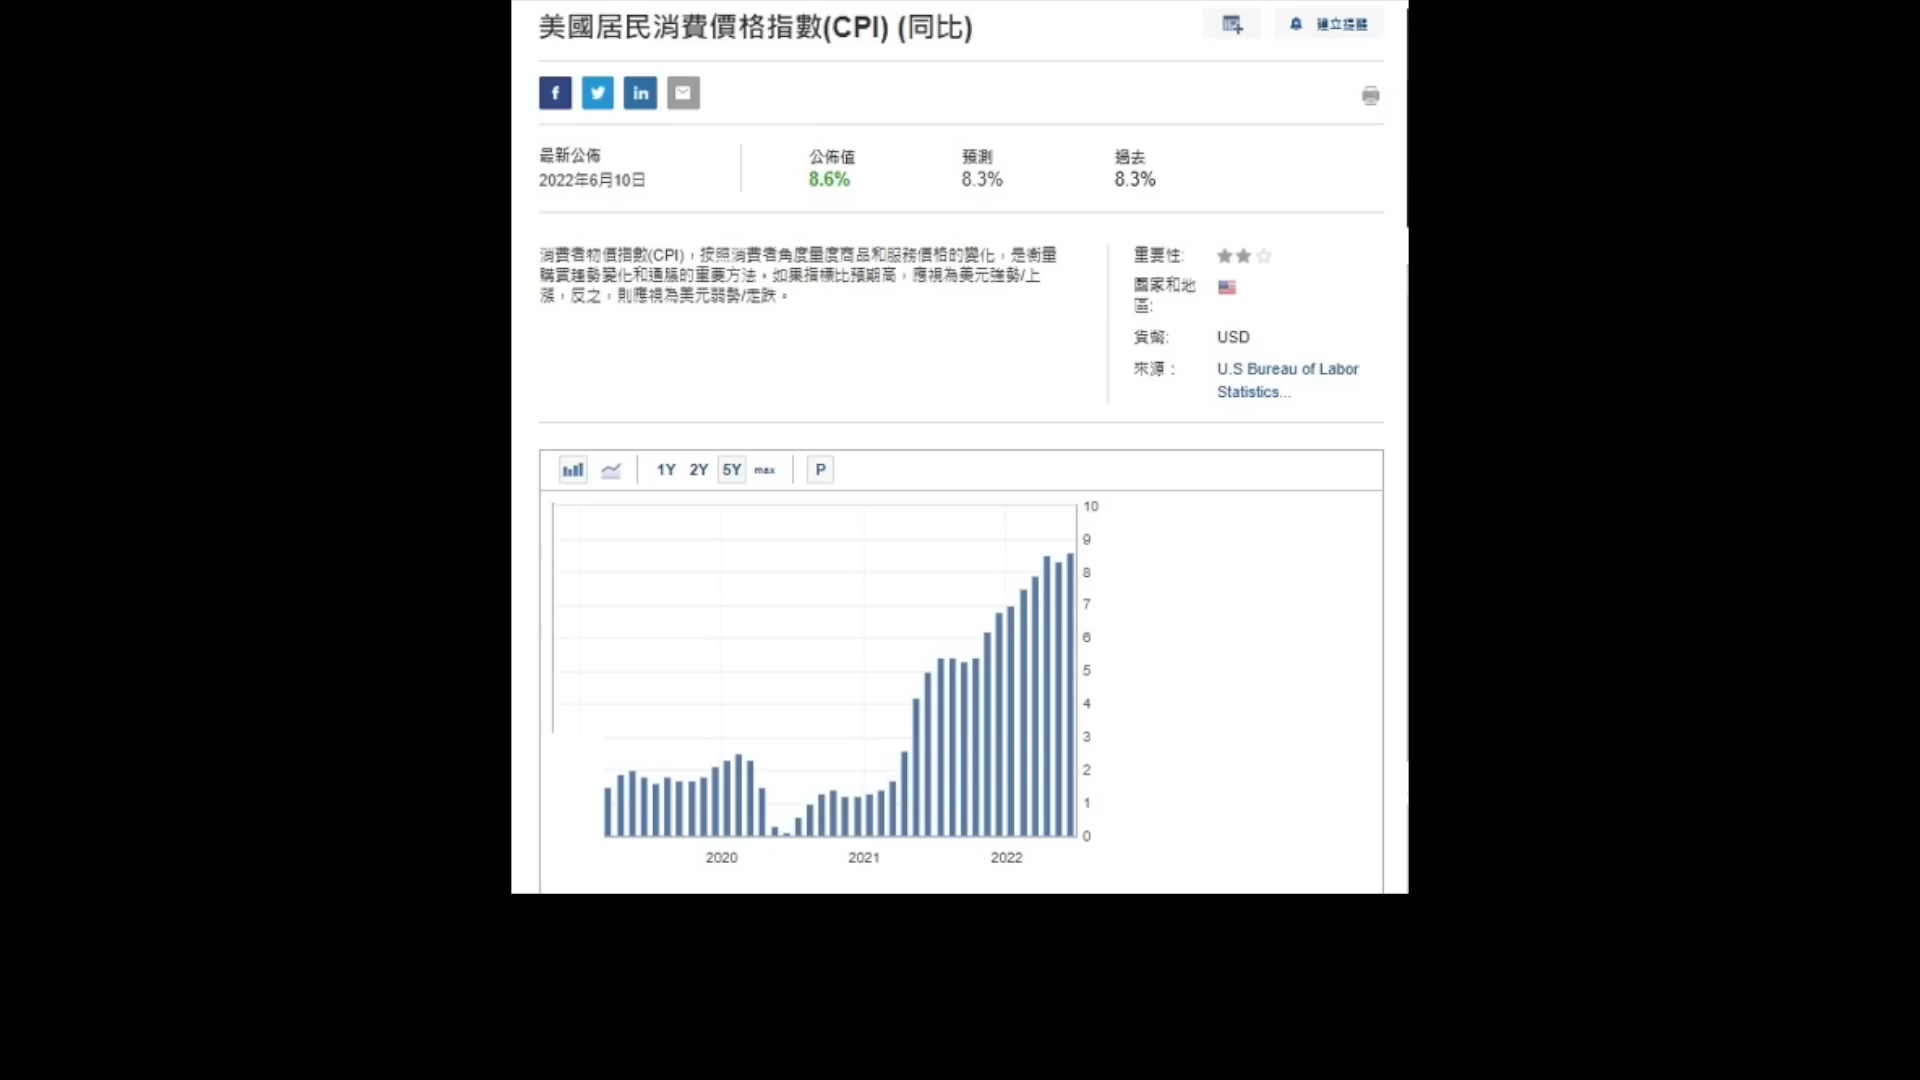 美國居民消費價格指數(CPI) (同比)
建立提醒
f
in
最新公佈
公佈值
預測
過去
2022年6月10日
8.6%
8.3%
8.3%
消費者物價指數(CPI)，按照消費者角度量度商品和服務價格的變化，是衡量
購買趨勢變化和通脹的重要方法。如果指標比預期高，應視為美元強勢/上
漲，反之，則應視為美元弱勢/走跌。
重要性:
國家和地
區:
貨幣:
USD
來源：
U.S Bureau of Labor
Statistics...
1Y 2Y 5Y max P
10
9
8
7
6
5
4
3
2
1
0
2020
2021
2022